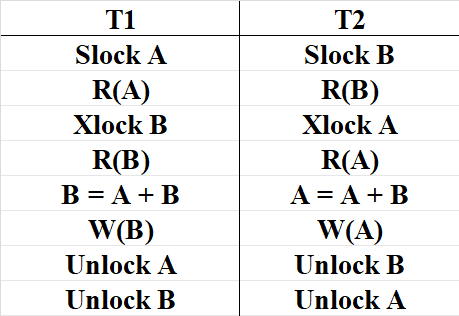 T1 T2
Slock A Slock B
R(A) R(B)
Xlock B Xlock A
R(B) R(A)
B = A + B A = A + B
W(B) W(A)
Unlock A Unlock B
Unlock B Unlock A